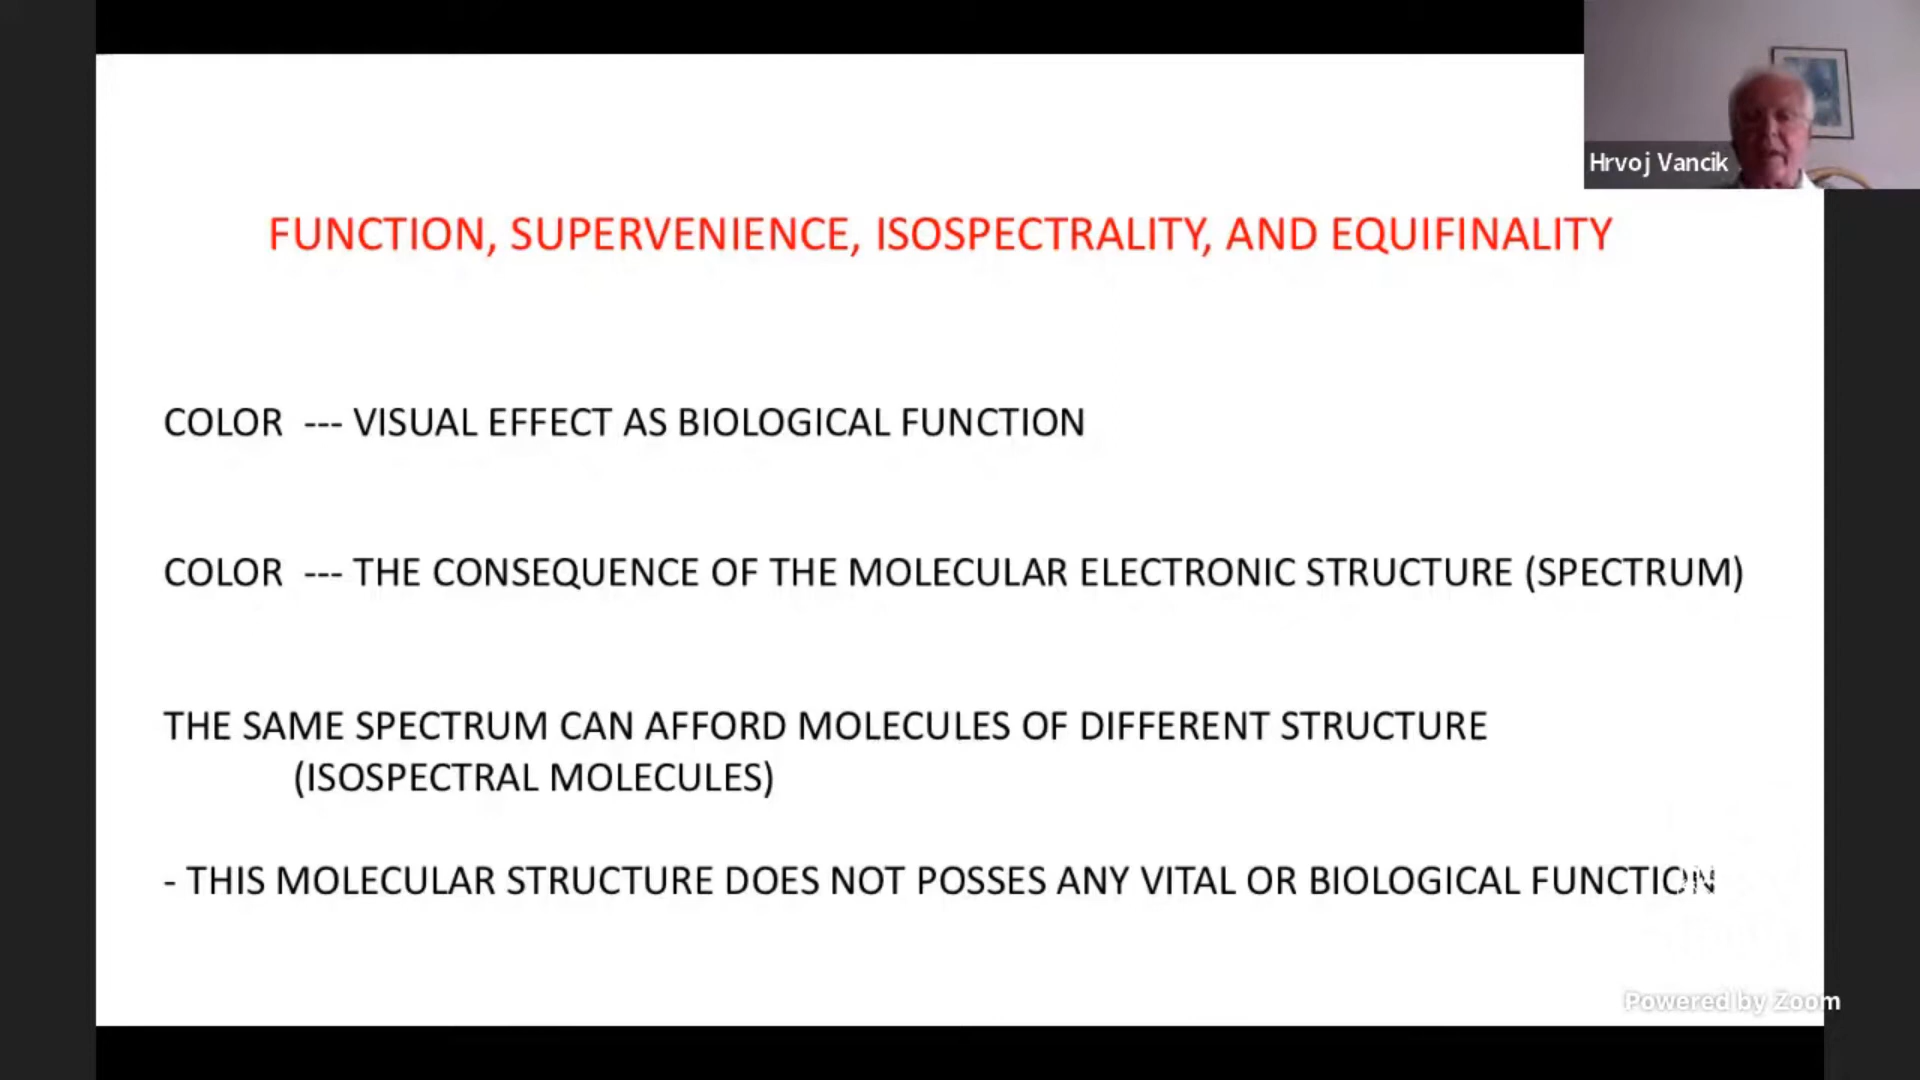 Hrvoj Vancik
FUNCTION, SUPERVENIENCE, ISOSPECTRALITY, AND EQUIFINALITY
COLOR --- VISUAL EFFECT AS BIOLOGICAL FUNCTION
COLOR --- THE CONSEQUENCE OF THE MOLECULAR ELECTRONIC STRUCTURE (SPECTRUM)
THE SAME SPECTRUM CAN AFFORD MOLECULES OF DIFFERENT STRUCTURE
(ISOSPECTRAL MOLECULES)
- THIS MOLECULAR STRUCTURE DOES NOT POSSES ANY VITAL OR BIOLOGICAL FUNCTION
Powered by Zoom